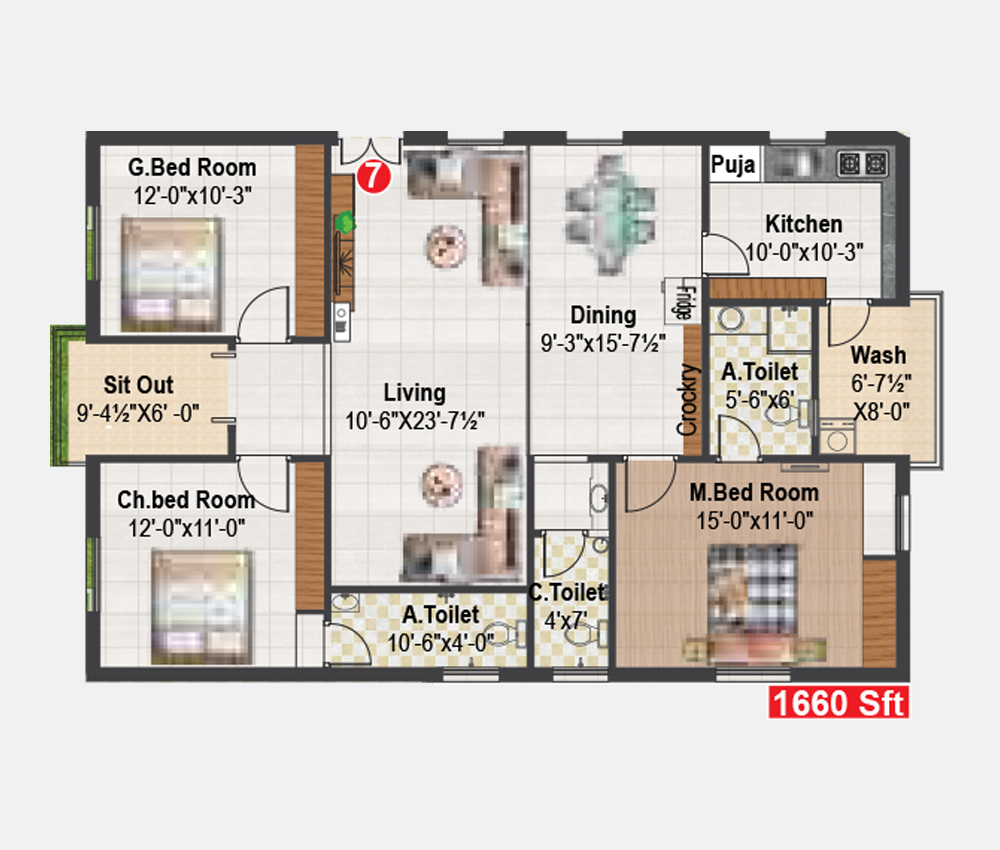 G.Bed Room
12'-0"x10'-3"
7
Puja
Kitchen
10'-0"x10'-3"
Fridge
Dining
9'-3"x15'-7½"
Sit Out
9'-4½"X6' -0"
Living
10'-6"X23'-7½"
Crockry
A.Toilet
5'-6"x6'
Wash
6'-7½"
X8'-0"
Ch.bed Room
12'-0"x11'-0"
M.Bed Room
15'-0"x11'-0"
A.Toilet
10'-6"x4'-0"
C.Toilet
4'x7'
1660 Sft